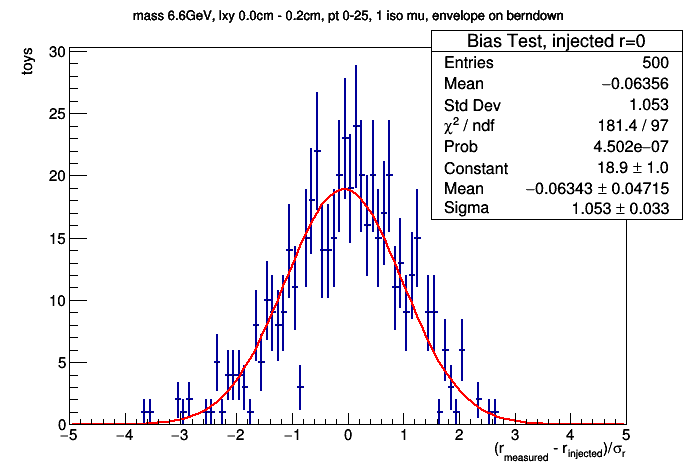 mass 6.6GeV, lxy 0.0cm - 0.2cm, pt 0-25, 1 iso mu, envelope on berndown
Bias Test, injected r=0
Entries 500
Mean −0.06356
Std Dev 1.053
χ² / ndf 181.4 / 97
Prob 4.502e−07
Constant 18.9 ± 1.0
Mean −0.06343 ± 0.04715
Sigma 1.053 ± 0.033
toys
30
25
20
15
10
5
0
−5 −4 −3 −2 −1 0 1 2 3 4 5
(r_measured - r_injected)/σ_r